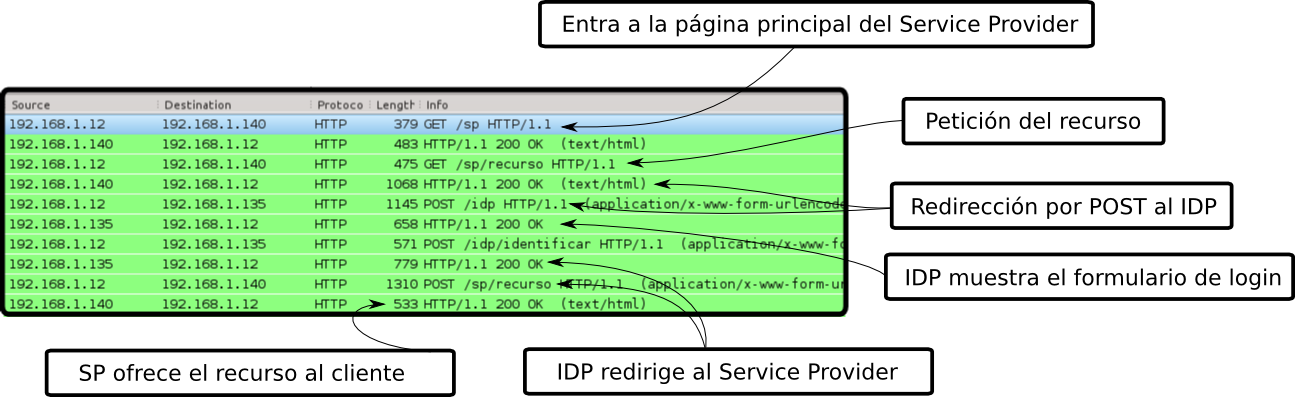 Entra a la página principal del Service Provider
Source Destination Protoco Length Info
192.168.1.12 192.168.1.140 HTTP 379 GET /sp HTTP/1.1
192.168.1.140 192.168.1.12 HTTP 483 HTTP/1.1 200 OK (text/html)
192.168.1.12 192.168.1.140 HTTP 475 GET /sp/recurso HTTP/1.1
192.168.1.140 192.168.1.12 HTTP 1068 HTTP/1.1 200 OK (text/html)
192.168.1.12 192.168.1.135 HTTP 1145 POST /idp HTTP/1.1 (application/x-www-form-urlencode
192.168.1.135 192.168.1.12 HTTP 658 HTTP/1.1 200 OK
192.168.1.12 192.168.1.135 HTTP 571 POST /idp/identificar HTTP/1.1 (application/x-www-fo
192.168.1.135 192.168.1.12 HTTP 779 HTTP/1.1 200 OK
192.168.1.12 192.168.1.140 HTTP 1310 POST /sp/recurso HTTP/1.1 (application/x-www-form-ur
192.168.1.140 192.168.1.12 HTTP 533 HTTP/1.1 200 OK (text/html)
Petición del recurso
Redirección por POST al IDP
IDP muestra el formulario de login
SP ofrece el recurso al cliente
IDP redirige al Service Provider